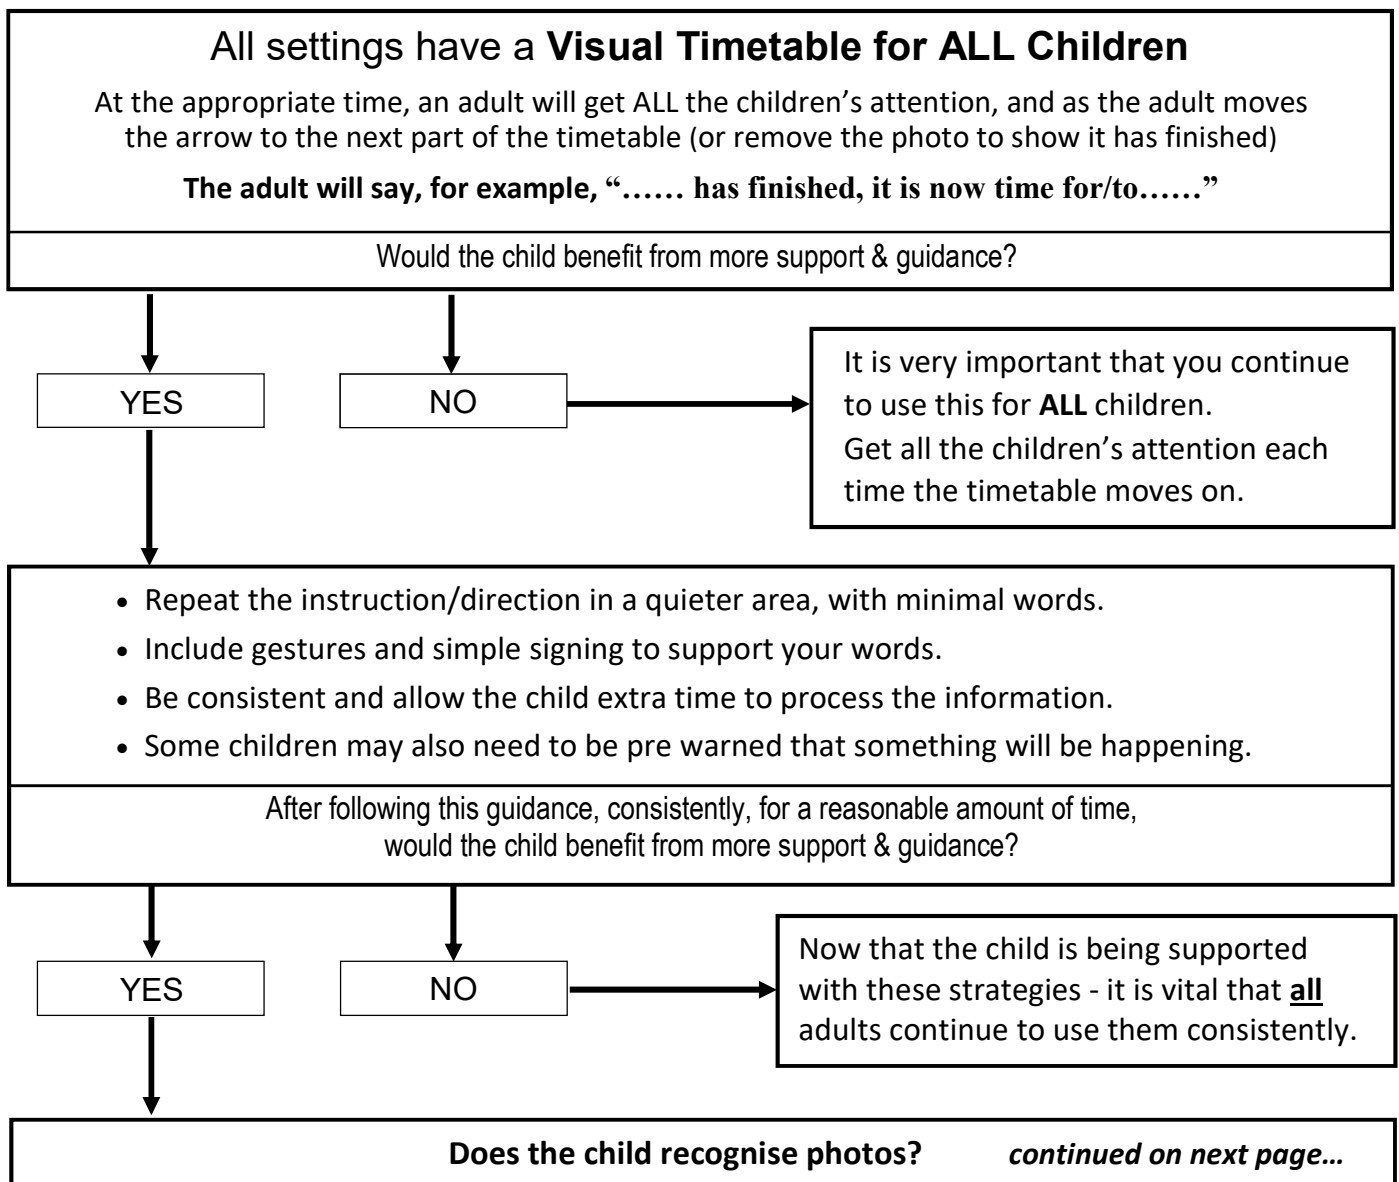 All settings have a Visual Timetable for ALL Children
At the appropriate time, an adult will get ALL the children's attention, and as the adult moves
the arrow to the next part of the timetable (or remove the photo to show it has finished)
The adult will say, for example, “…… has finished, it is now time for/to……”
Would the child benefit from more support & guidance?
YES
NO
It is very important that you continue
to use this for ALL children.
Get all the children's attention each
time the timetable moves on.
• Repeat the instruction/direction in a quieter area, with minimal words.
• Include gestures and simple signing to support your words.
• Be consistent and allow the child extra time to process the information.
• Some children may also need to be pre warned that something will be happening.
After following this guidance, consistently, for a reasonable amount of time,
would the child benefit from more support & guidance?
YES
NO
Now that the child is being supported
with these strategies - it is vital that all
adults continue to use them consistently.
Does the child recognise photos? continued on next page…